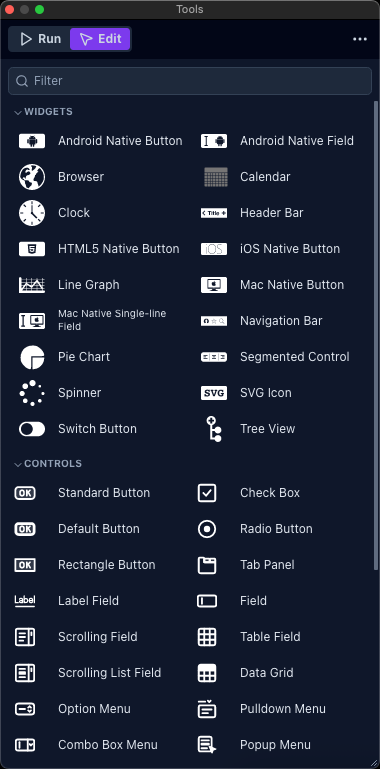 Tools
Run Edit
Filter
WIDGETS
Android Native Button Android Native Field
Browser Calendar
Clock < Title + Header Bar
HTML5 Native Button iOS iOS Native Button
Line Graph Mac Native Button
Mac Native Single-line
Field Navigation Bar
Pie Chart Segmented Control
Spinner SVG SVG Icon
Switch Button Tree View
CONTROLS
OK Standard Button Check Box
OK Default Button Radio Button
OK Rectangle Button Tab Panel
Label Label Field Field
Scrolling Field Table Field
Scrolling List Field Data Grid
Option Menu Pulldown Menu
Combo Box Menu Popup Menu